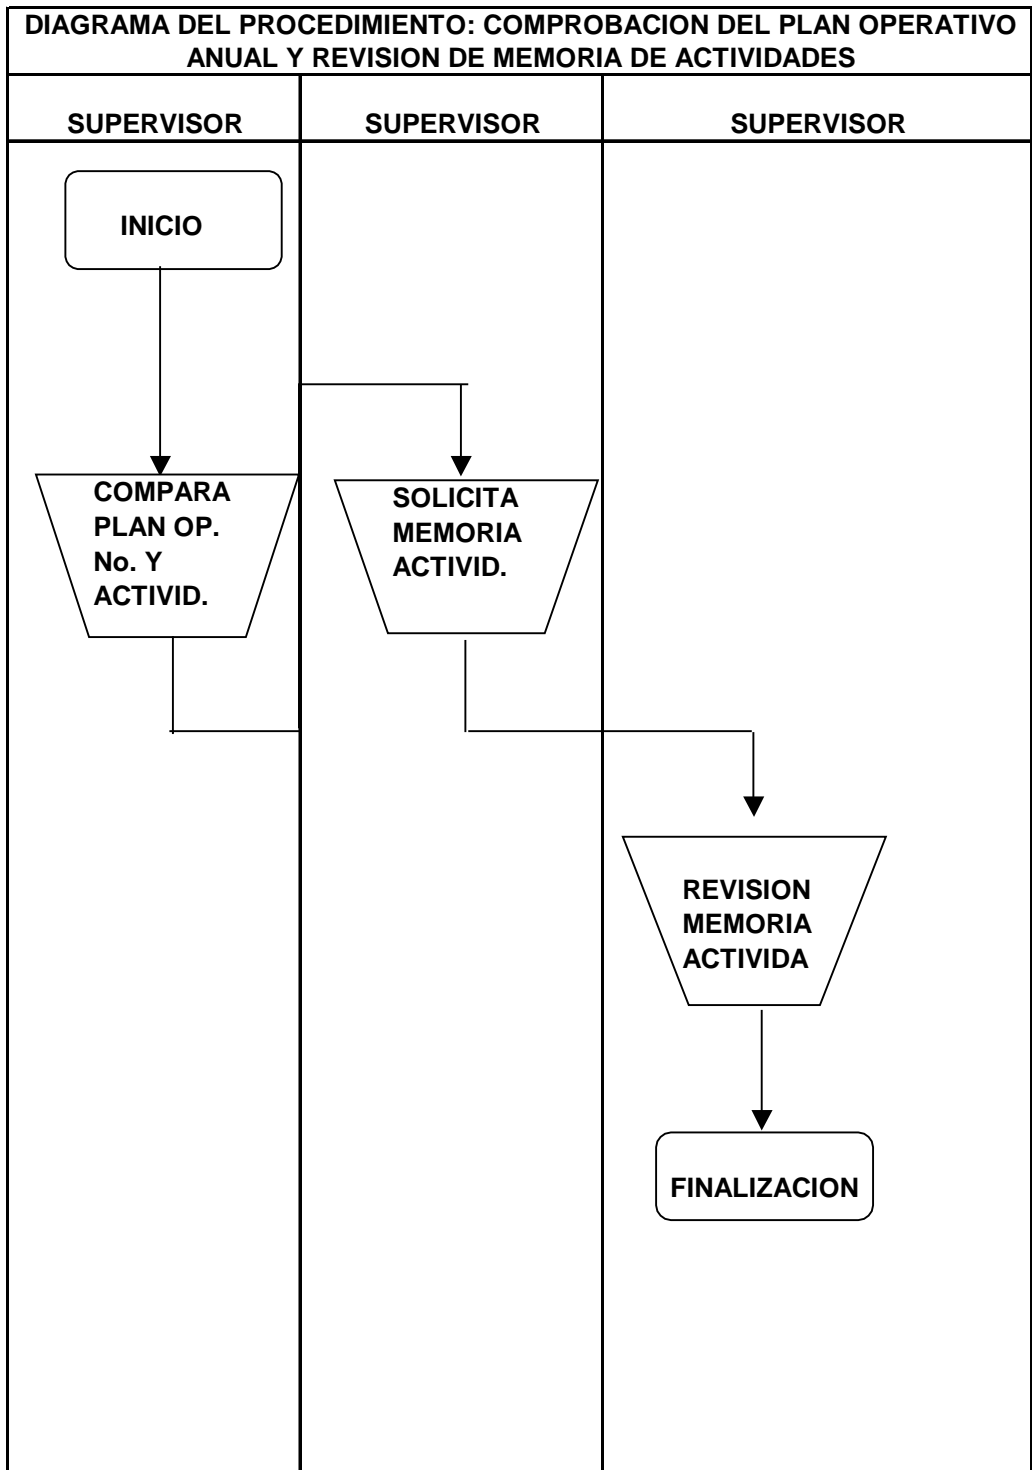 DIAGRAMA DEL PROCEDIMIENTO: COMPROBACION DEL PLAN OPERATIVO
ANUAL Y REVISION DE MEMORIA DE ACTIVIDADES
SUPERVISOR
SUPERVISOR
SUPERVISOR
INICIO
COMPARA
PLAN OP.
No. Y
ACTIVID.
SOLICITA
MEMORIA
ACTIVID.
REVISION
MEMORIA
ACTIVIDA
FINALIZACION